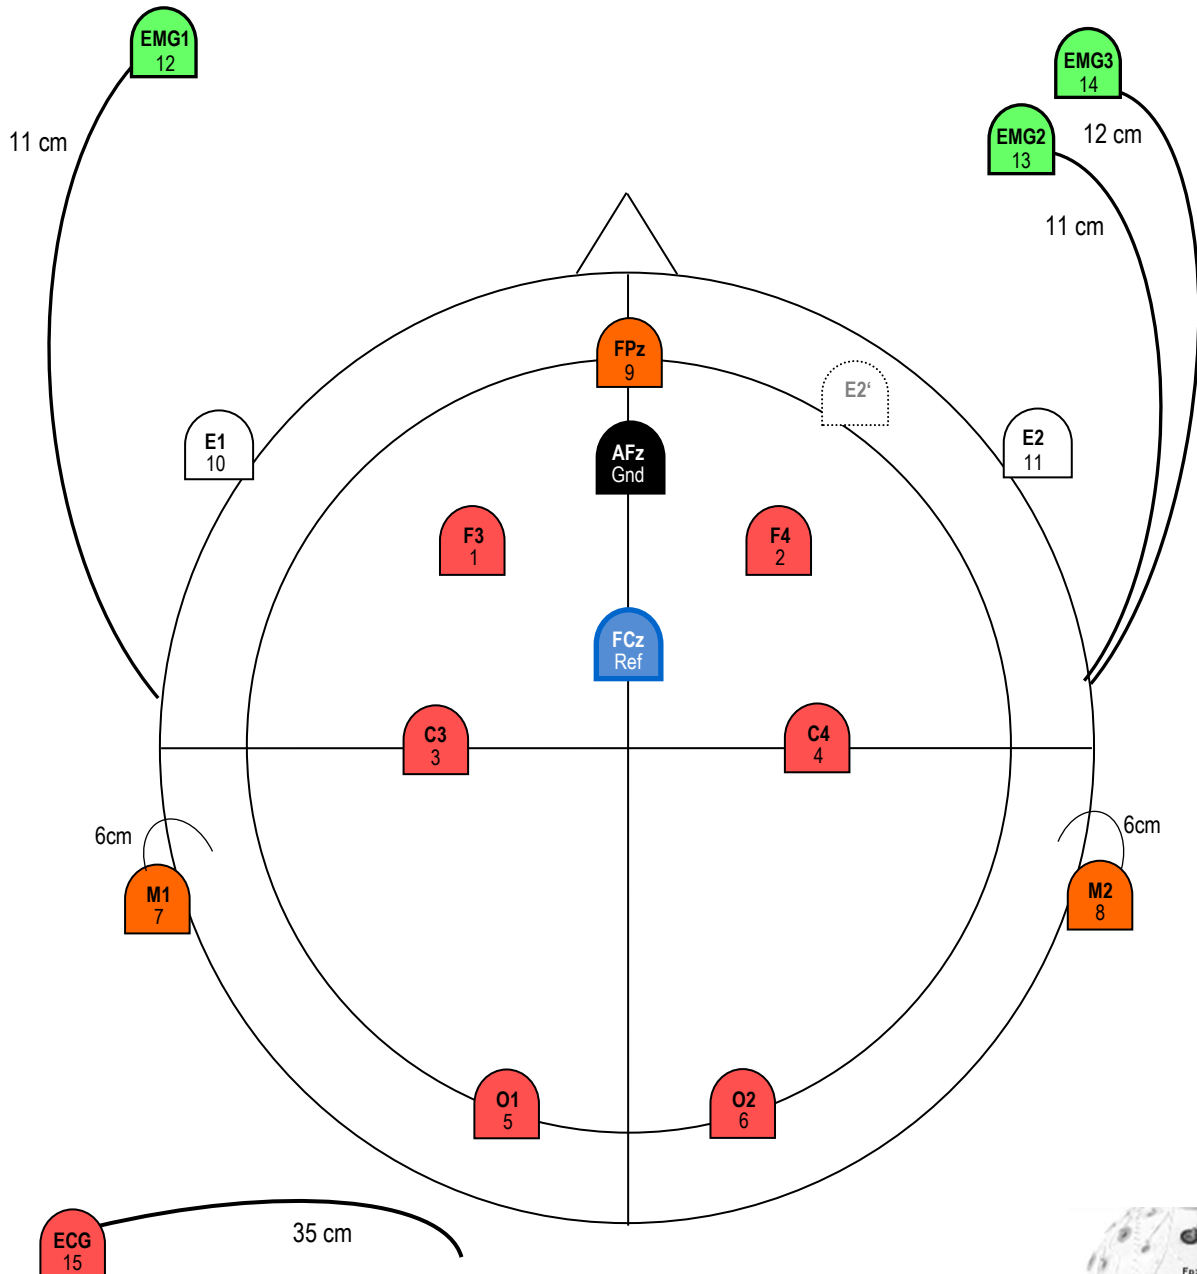 EMG1
12
EMG3
14
11 cm
12 cm
EMG2
13
11 cm
FPz
9
E2‘
E1
10
E2
11
AFz
Gnd
F3
1
F4
2
FCz
Ref
C3
3
C4
4
6cm
6cm
M1
7
M2
8
O1
5
O2
6
35 cm
ECG
15